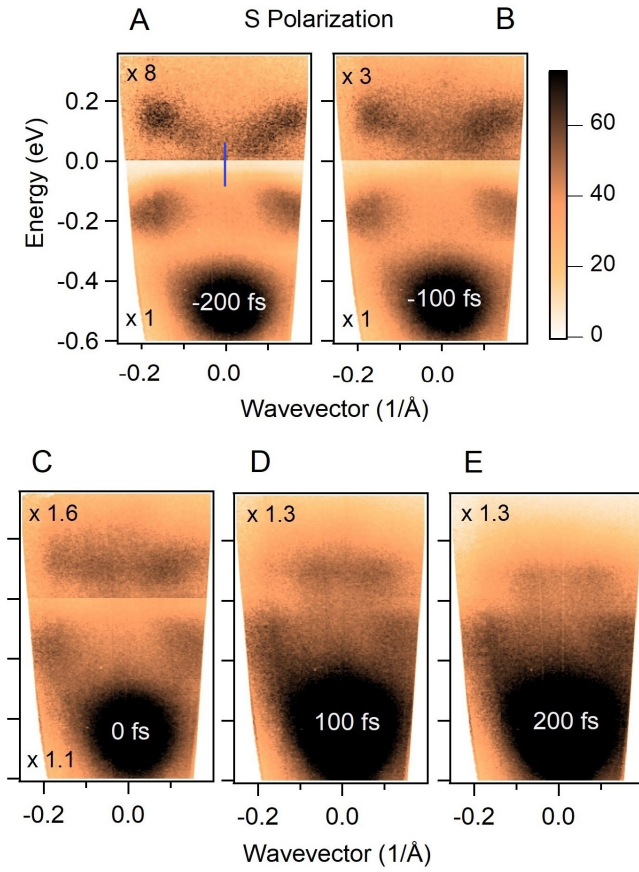 A S Polarization B
x 8 x 3
0.2
0.0
-0.2
-0.4
-0.6
Energy (eV)
-200 fs -100 fs
x 1 x 1
60
40
20
0
-0.2 0.0 -0.2 0.0
Wavevector (1/Å)
C D E
x 1.6 x 1.3 x 1.3
0 fs 100 fs 200 fs
x 1.1
-0.2 0.0 -0.2 0.0 -0.2 0.0
Wavevector (1/Å)